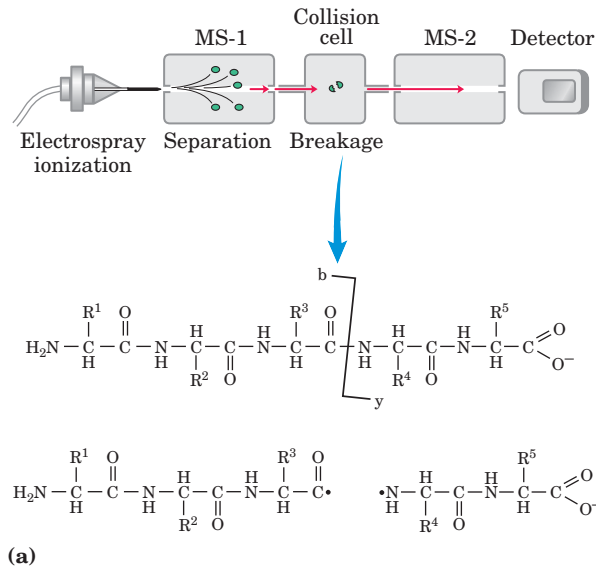 Collision
MS-1 cell MS-2 Detector
Electrospray Separation Breakage
ionization
b
R¹ O H R³ O H R⁵
H₂N—C—C—N—C—C—N—C—C—N—C—C—N—C—C O
H H R² O H H R⁴ O H O⁻
y
R¹ O H R³ O
H₂N—C—C—N—C—C—N—C—C•
H H R² O H
H R⁵
•NH—C—C—N—C—C O
R⁴ O H O⁻
(a)